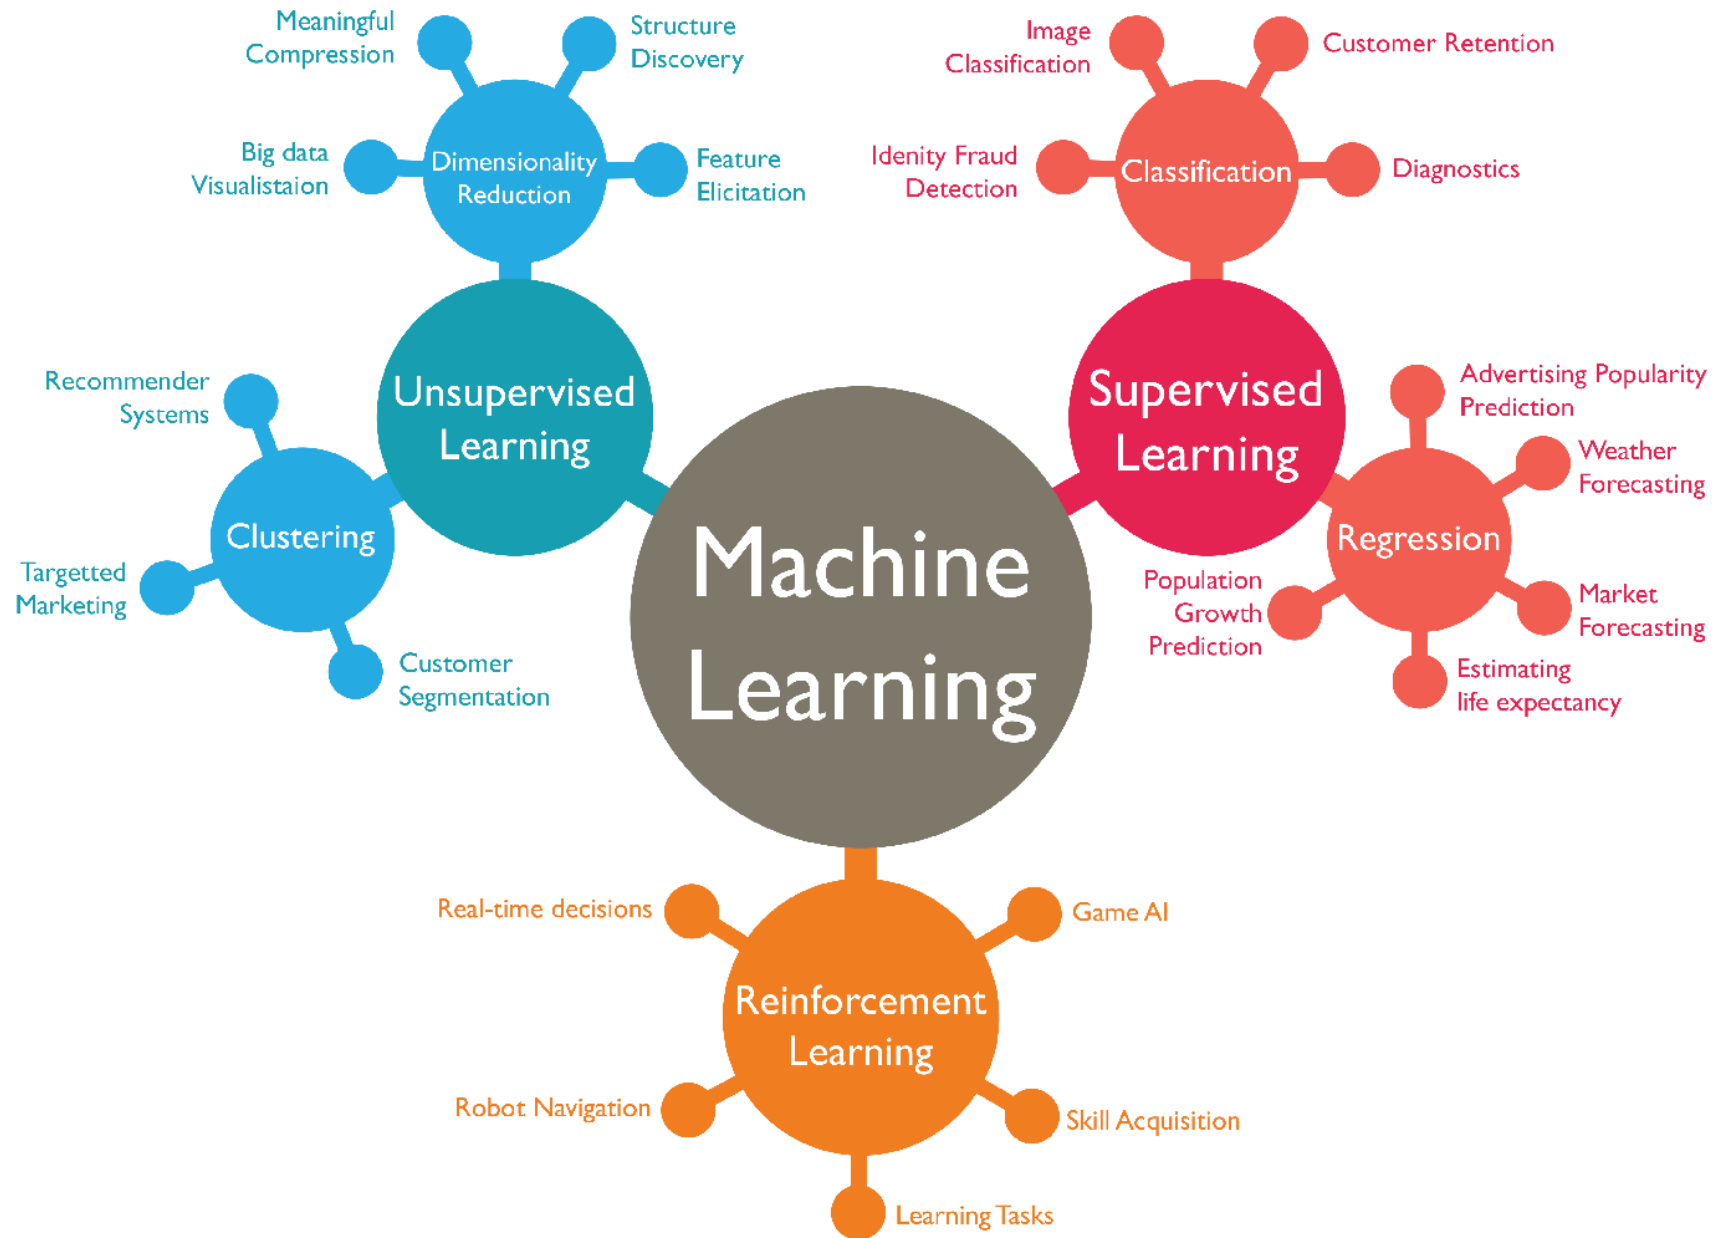 Meaningful
Compression
Structure
Discovery
Big data
Visualistaion
Dimensionality
Reduction
Feature
Elicitation
Image
Classification
Customer Retention
Idenity Fraud
Detection
Classification
Diagnostics
Recommender
Systems
Unsupervised
Learning
Clustering
Targetted
Marketing
Customer
Segmentation
Machine
Learning
Supervised
Learning
Advertising Popularity
Prediction
Weather
Forecasting
Regression
Population
Growth
Prediction
Market
Forecasting
Estimating
life expectancy
Real-time decisions
Game AI
Reinforcement
Learning
Robot Navigation
Skill Acquisition
Learning Tasks